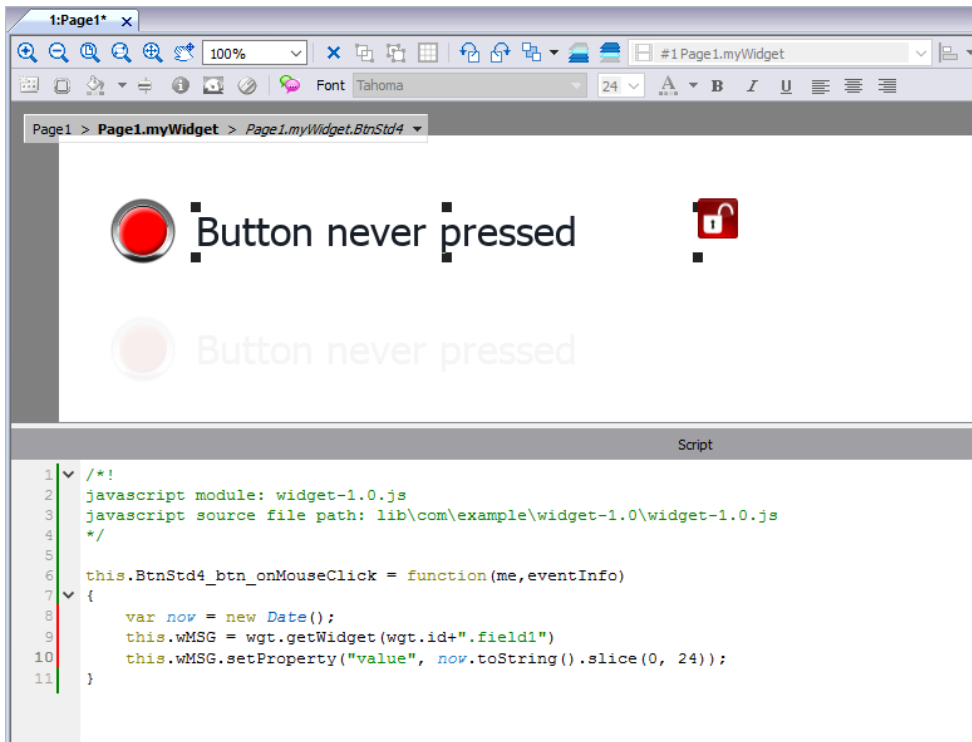 1:Page1* x
100% #1 Page1.myWidget
Font Tahoma 24 A B I U
Page1 > Page1.myWidget > Page1.myWidget.BtnStd4
Button never pressed
Button never pressed
Script
1 /*!
2 javascript module: widget-1.0.js
3 javascript source file path: lib\com\example\widget-1.0\widget-1.0.js
4 */
5
6 this.BtnStd4_btn_onMouseClick = function(me,eventInfo)
7 {
8 var now = new Date();
9 this.wMSG = wgt.getWidget(wgt.id+".field1")
10 this.wMSG.setProperty("value", now.toString().slice(0, 24));
11 }